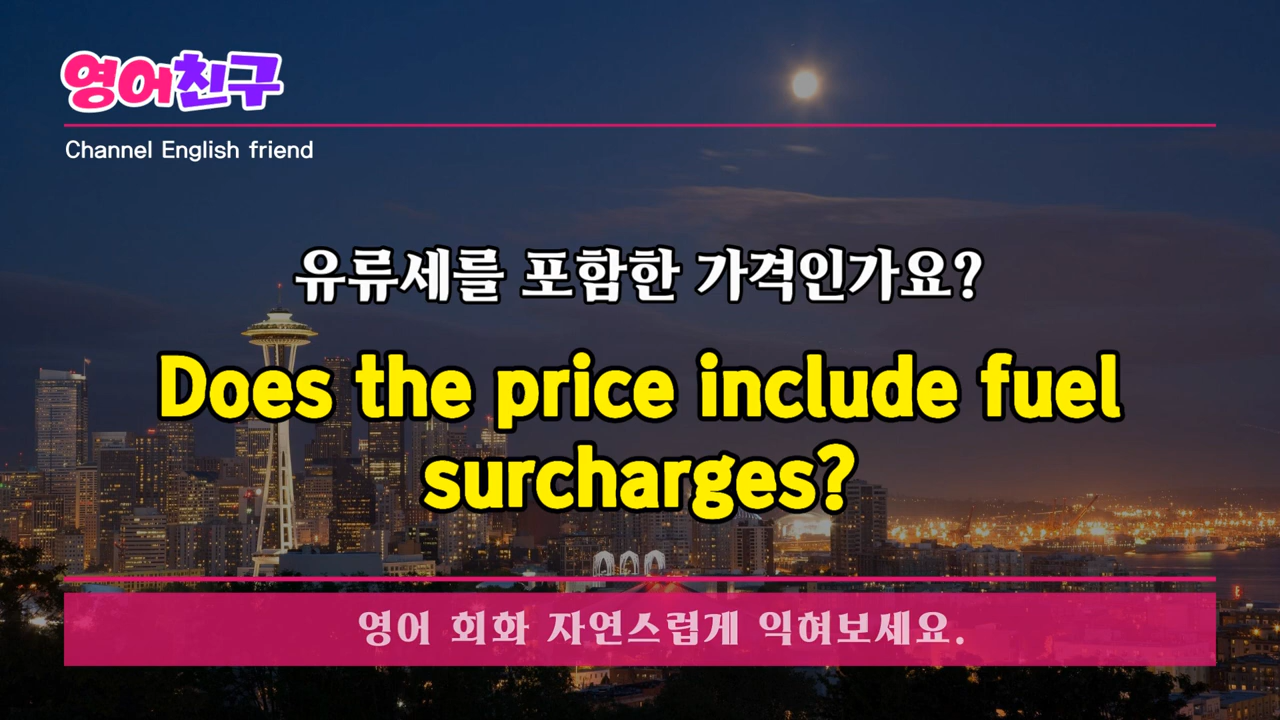 영어친구
Channel English friend
유류세를 포함한 가격인가요?
Does the price include fuel
surcharges?
영어 회화 자연스럽게 익혀보세요.